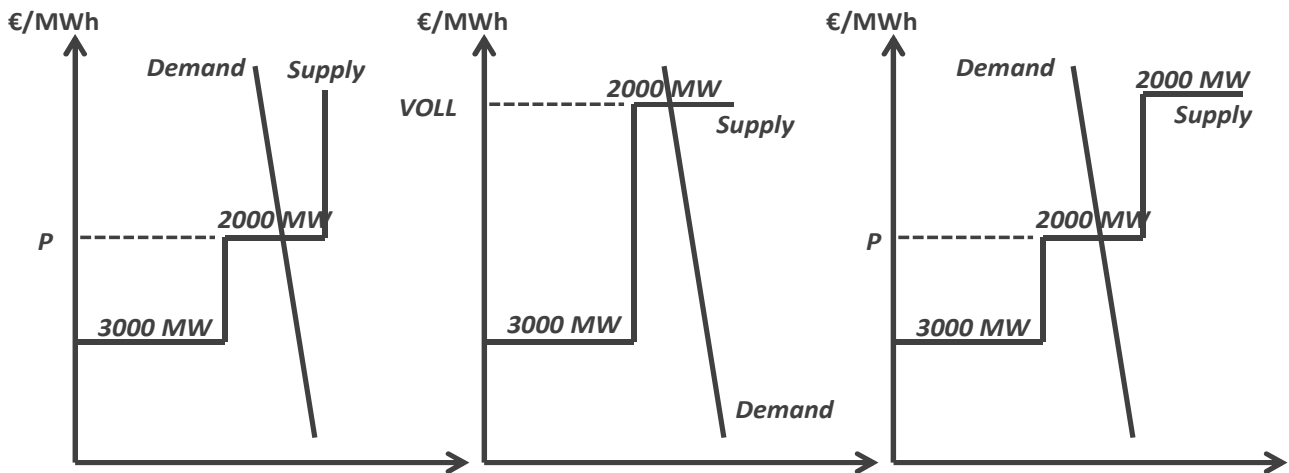 €/MWh
Demand
Supply
2000 MW
P
3000 MW
€/MWh
2000 MW
VOLL
Supply
3000 MW
Demand
€/MWh
Demand
2000 MW
Supply
2000 MW
P
3000 MW